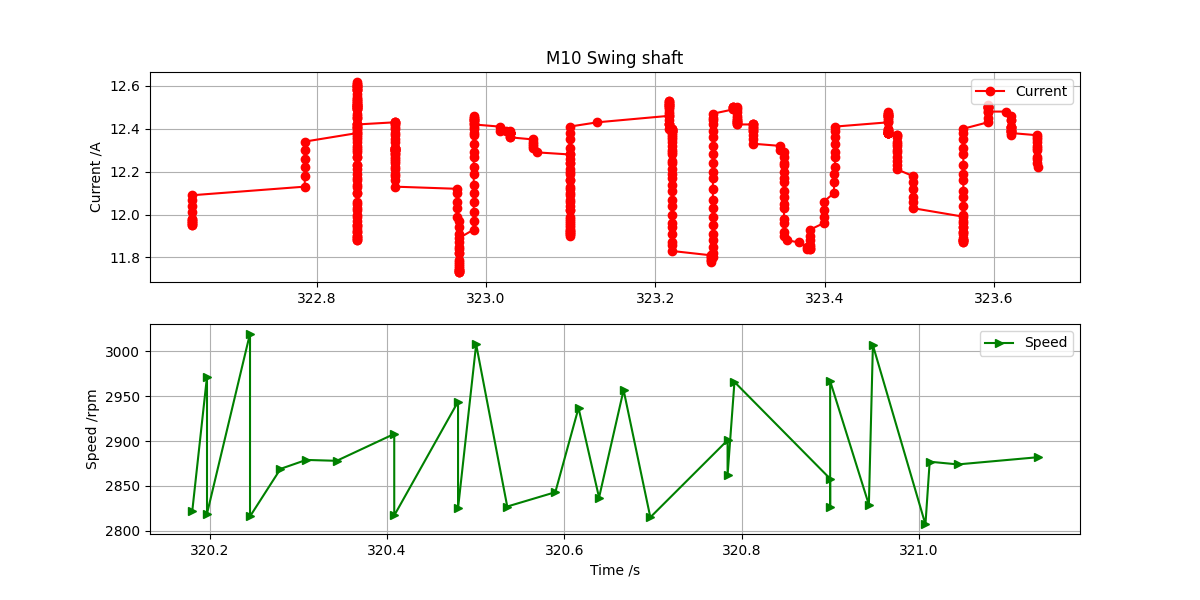 M10 Swing shaft
Current /A
12.6
12.4
12.2
12.0
11.8
Current
322.8 323.0 323.2 323.4 323.6
Speed /rpm
3000
2950
2900
2850
2800
Speed
320.2 320.4 320.6 320.8 321.0
Time /s